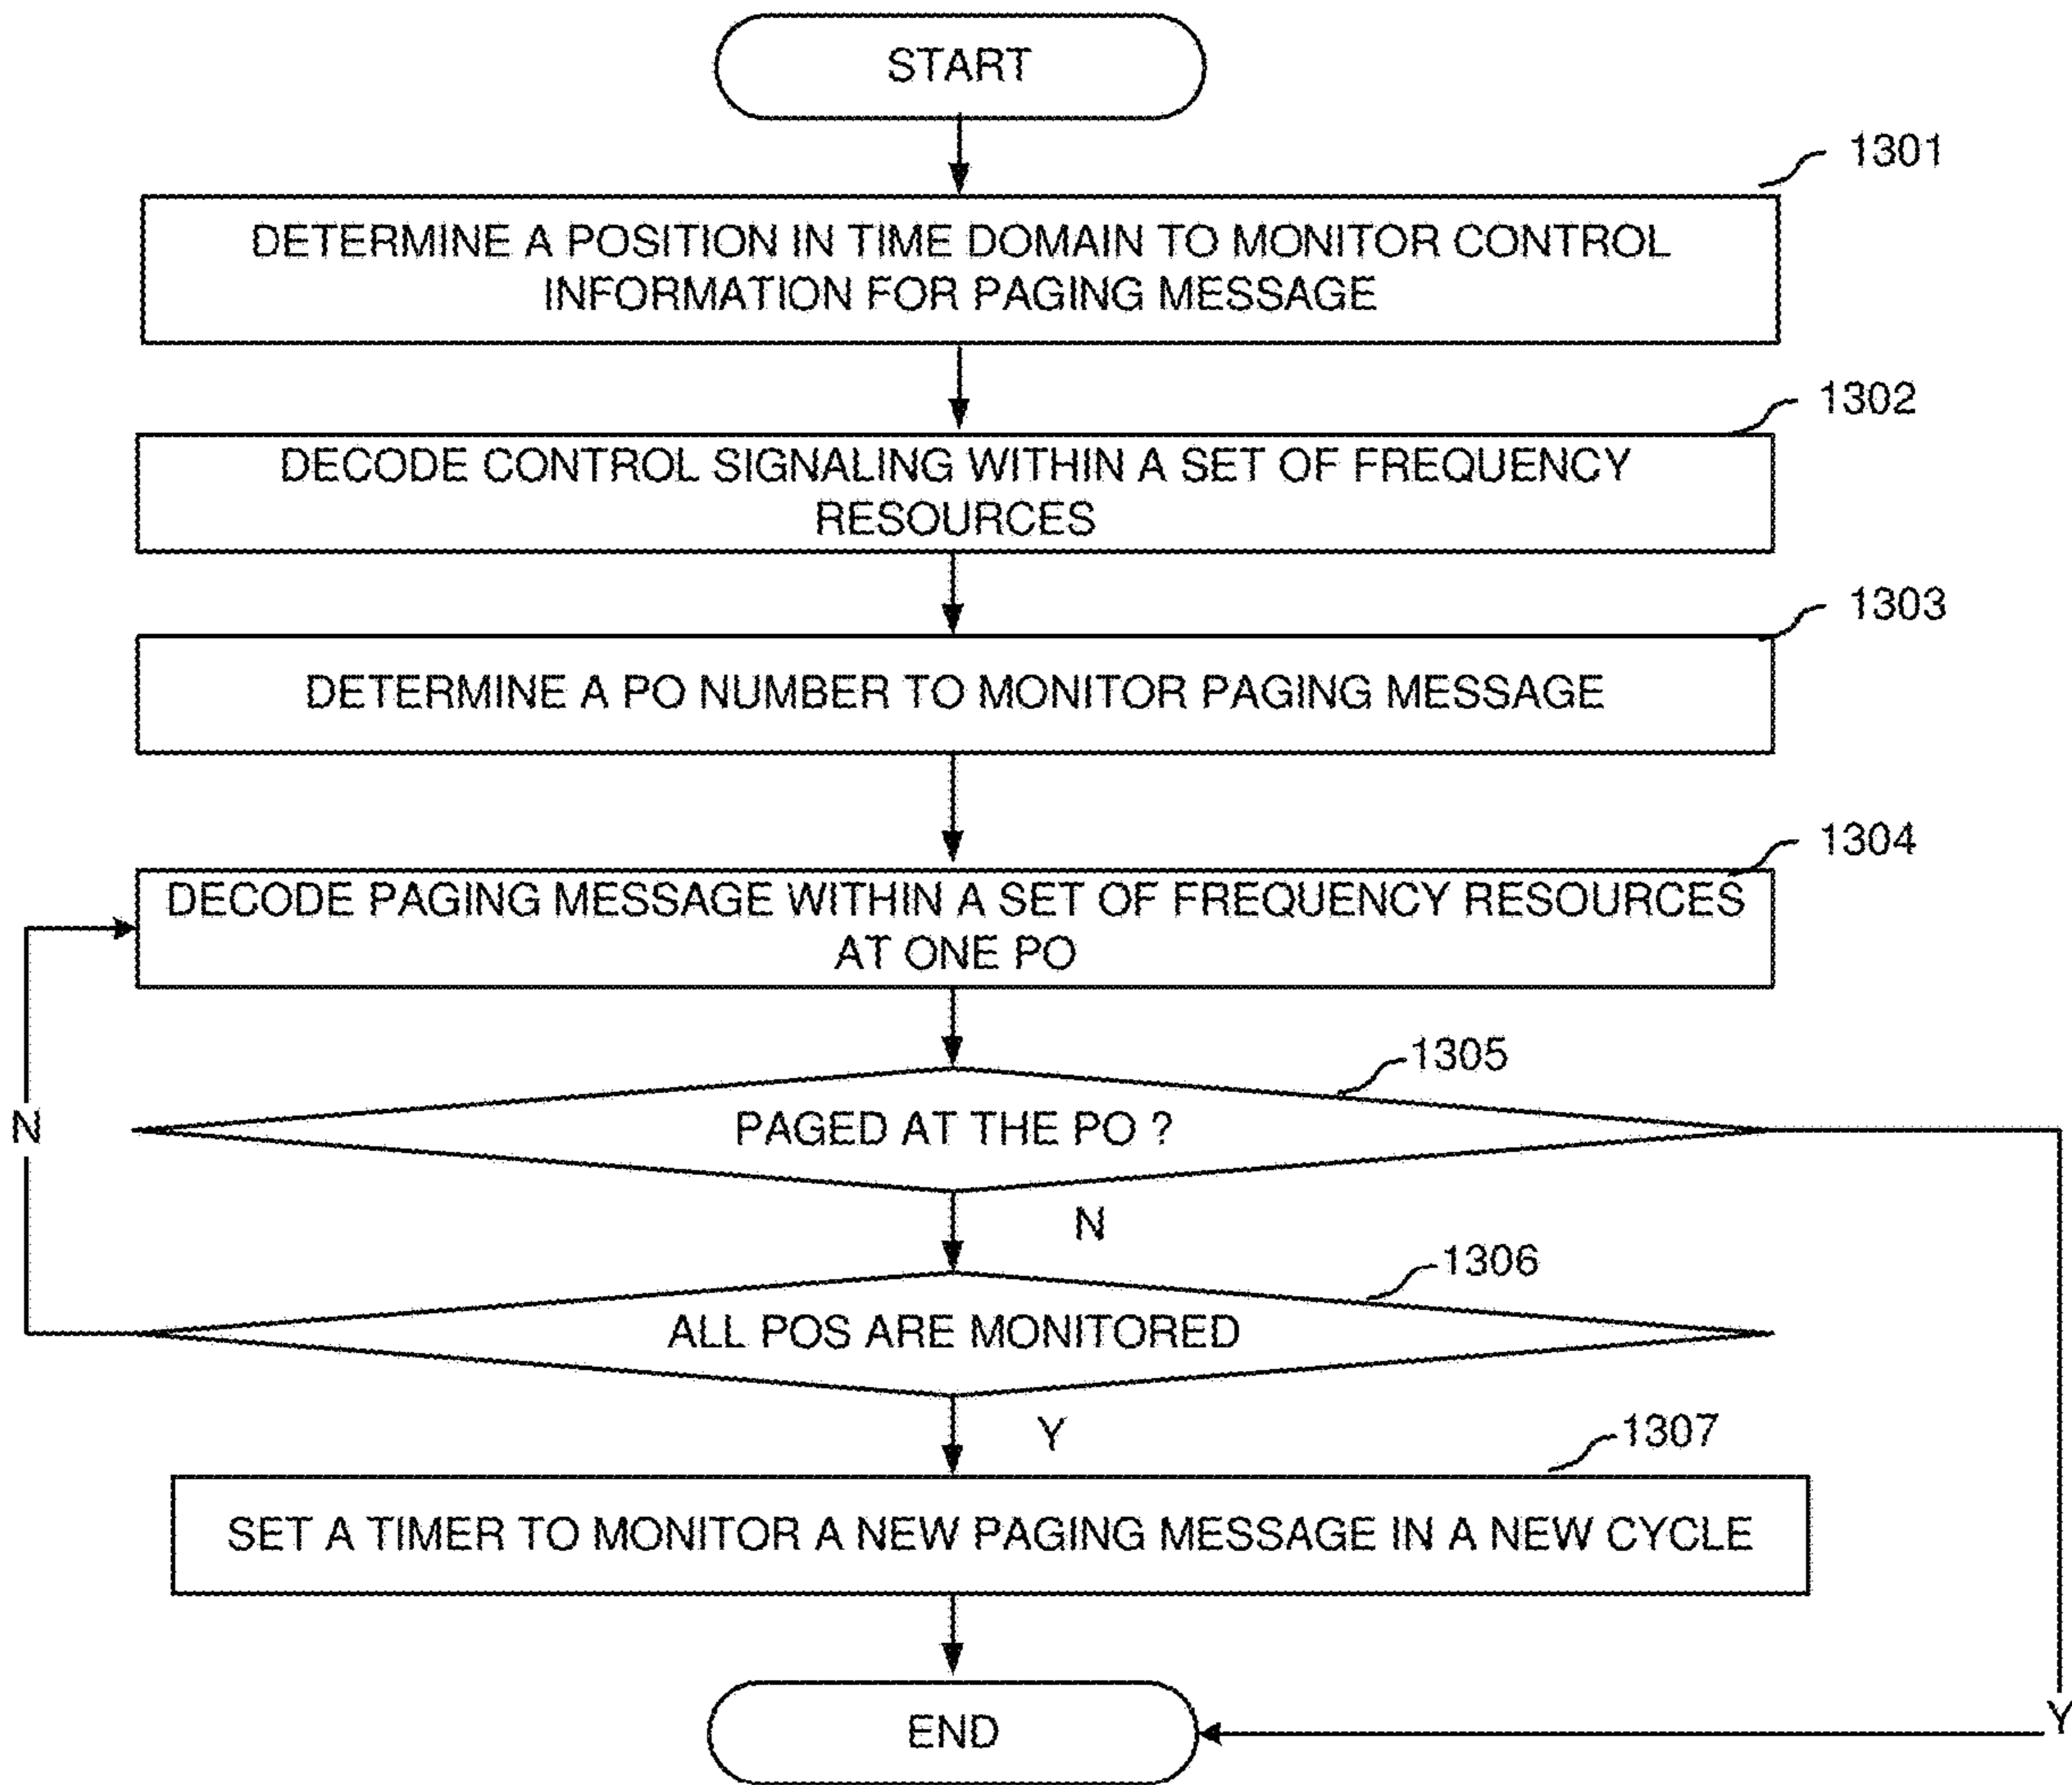 START
1301
DETERMINE A POSITION IN TIME DOMAIN TO MONITOR CONTROL
INFORMATION FOR PAGING MESSAGE
1302
DECODE CONTROL SIGNALING WITHIN A SET OF FREQUENCY
RESOURCES
1303
DETERMINE A PO NUMBER TO MONITOR PAGING MESSAGE
1304
DECODE PAGING MESSAGE WITHIN A SET OF FREQUENCY RESOURCES
AT ONE PO
1305
N
PAGED AT THE PO ?
N
1306
ALL POS ARE MONITORED
Y
1307
SET A TIMER TO MONITOR A NEW PAGING MESSAGE IN A NEW CYCLE
END
Y